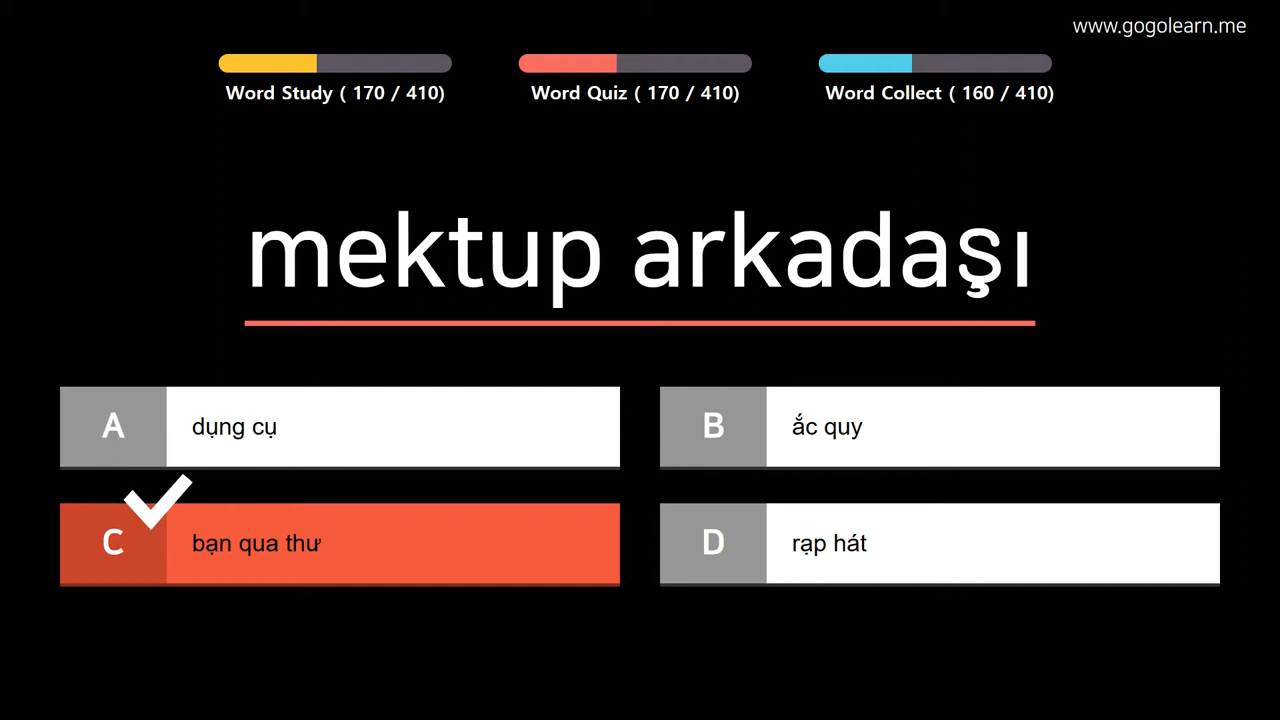 www.gogolearn.me
Word Study ( 170 / 410)
Word Quiz ( 170 / 410)
Word Collect ( 160 / 410)
mektup arkadaşı
A dụng cụ
B ắc quy
C bạn qua thư
D rạp hát